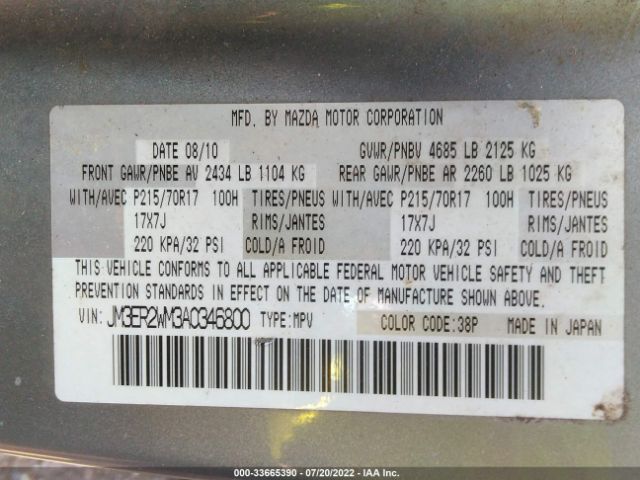 MFD. BY MAZDA MOTOR CORPORATION
DATE 08/10 GVWR/PNBV 4685 LB 2125 KG
FRONT GAWR/PNBE AV 2434 LB 1104 KG REAR GAWR/PNBE AR 2260 LB 1025 KG
WITH/AVEC P215/70R17 100H TIRES/PNEUS WITH/AVEC P215/70R17 100H TIRES/PNEUS
17X7J RIMS/JANTES 17X7J RIMS/JANTES
220 KPA/32 PSI COLD/A FROID 220 KPA/32 PSI COLD/A FROID
THIS VEHICLE CONFORMS TO ALL APPLICABLE FEDERAL MOTOR VEHICLE SAFETY AND THEFT
PREVENTION STANDARDS IN EFFECT ON THE DATE OF MANUFACTURE SHOWN ABOVE.
VIN: JM3ER2WM3A0346800 TYPE: MPV COLOR CODE: 38P MADE IN JAPAN
000-33665390 - 07/20/2022 - IAA Inc.